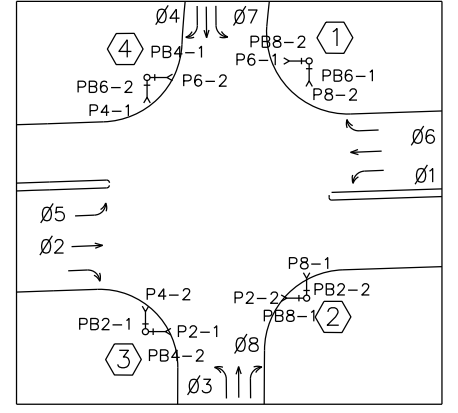 Ø4 Ø7
PB8-2 1
4 PB4-1 P6-1
PB6-2 P6-2 PB6-1
P4-1 P8-2
Ø6
Ø1
Ø5
Ø2
P8-1
P4-2 P2-2 PB2-2
PB2-1 P2-1 PB8-1 2
3 PB4-2 Ø8
Ø3